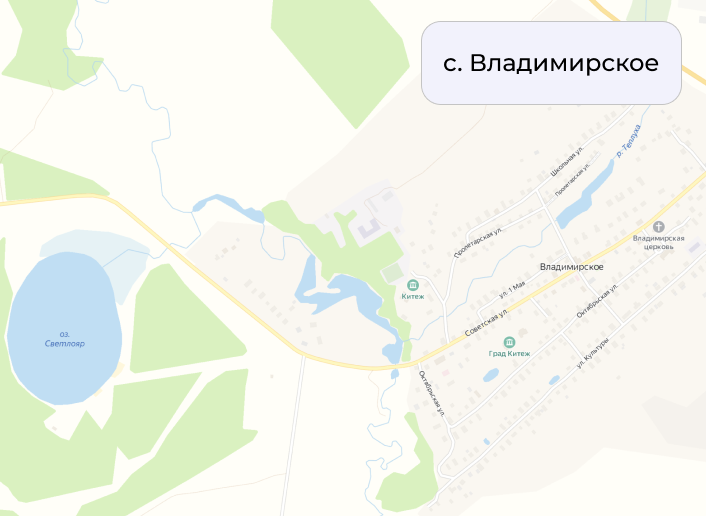 с. Владимирское
р. Теплуха
Школьная ул.
Пролетарская ул.
Пролетарская ул.
Владимирская
церковь
Владимирское
Китеж
ул. 1 Мая
Октябрьская ул.
Советская ул.
оз.
Светлояр
Град Китеж
ул. Культуры
Октябрьская ул.